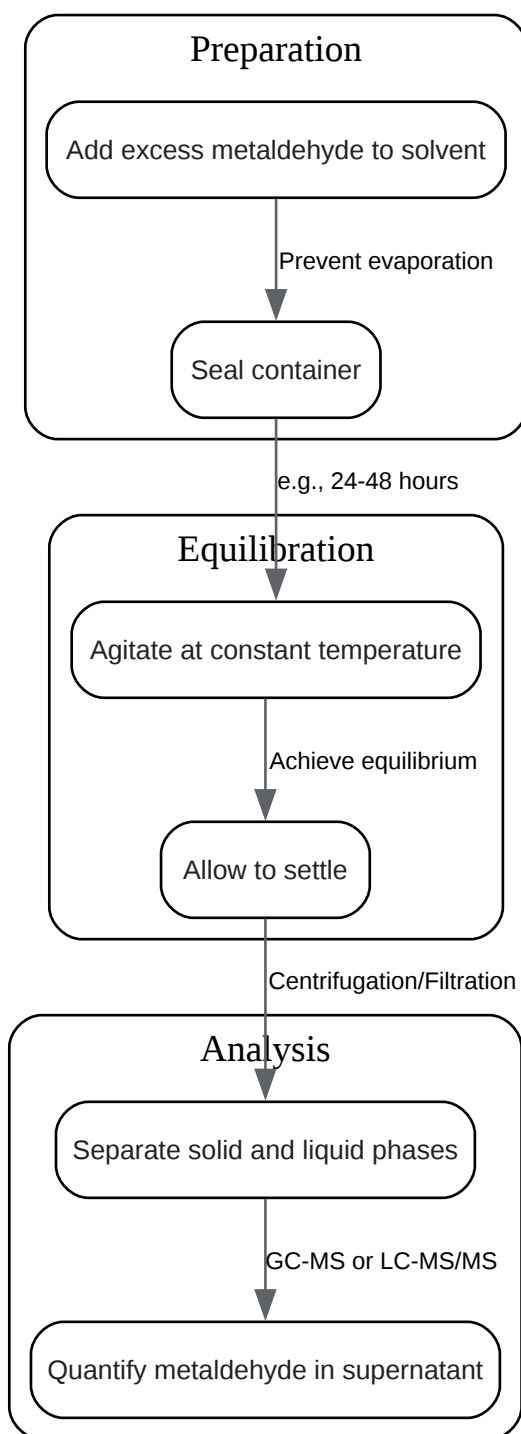 Preparation
Add excess metaldehyde to solvent
Prevent evaporation
Seal container
e.g., 24-48 hours
Equilibration
Agitate at constant temperature
Achieve equilibrium
Allow to settle
Centrifugation/Filtration
Analysis
Separate solid and liquid phases
GC-MS or LC-MS/MS
Quantify metaldehyde in supernatant